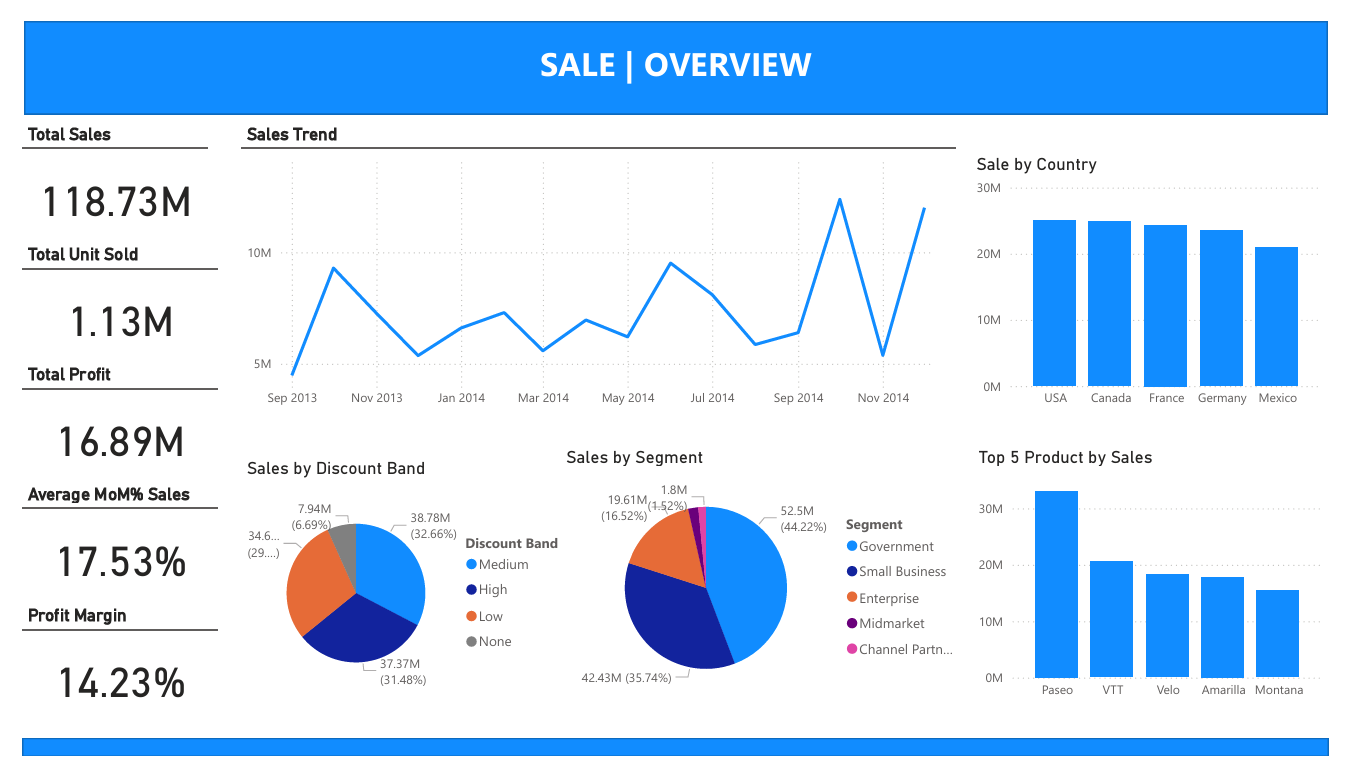 SALE | OVERVIEW
Total Sales
118.73M
Total Unit Sold
1.13M
Total Profit
16.89M
Average MoM% Sales
17.53%
Profit Margin
14.23%
Sales Trend
10M
5M
Sep 2013
Nov 2013
Jan 2014
Mar 2014
May 2014
Jul 2014
Sep 2014
Nov 2014
Sale by Country
30M
20M
10M
0M
USA
Canada
France
Germany
Mexico
Sales by Discount Band
7.94M
(6.69%)
38.78M
(32.66%)
34.6...
(29....)
37.37M
(31.48%)
Discount Band
Medium
High
Low
None
Sales by Segment
1.8M
(1.52%)
19.61M
(16.52%)
52.5M
(44.22%)
42.43M (35.74%)
Segment
Government
Small Business
Enterprise
Midmarket
Channel Partn...
Top 5 Product by Sales
30M
20M
10M
0M
Paseo
VTT
Velo
Amarilla
Montana